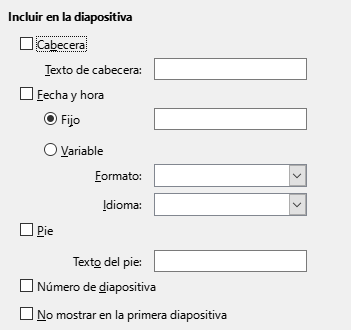 Incluir en la diapositiva
Cabecera
Texto de cabecera:
Fecha y hora
Fijo
Variable
Formato:
Idioma:
Pie
Texto del pie:
Número de diapositiva
No mostrar en la primera diapositiva